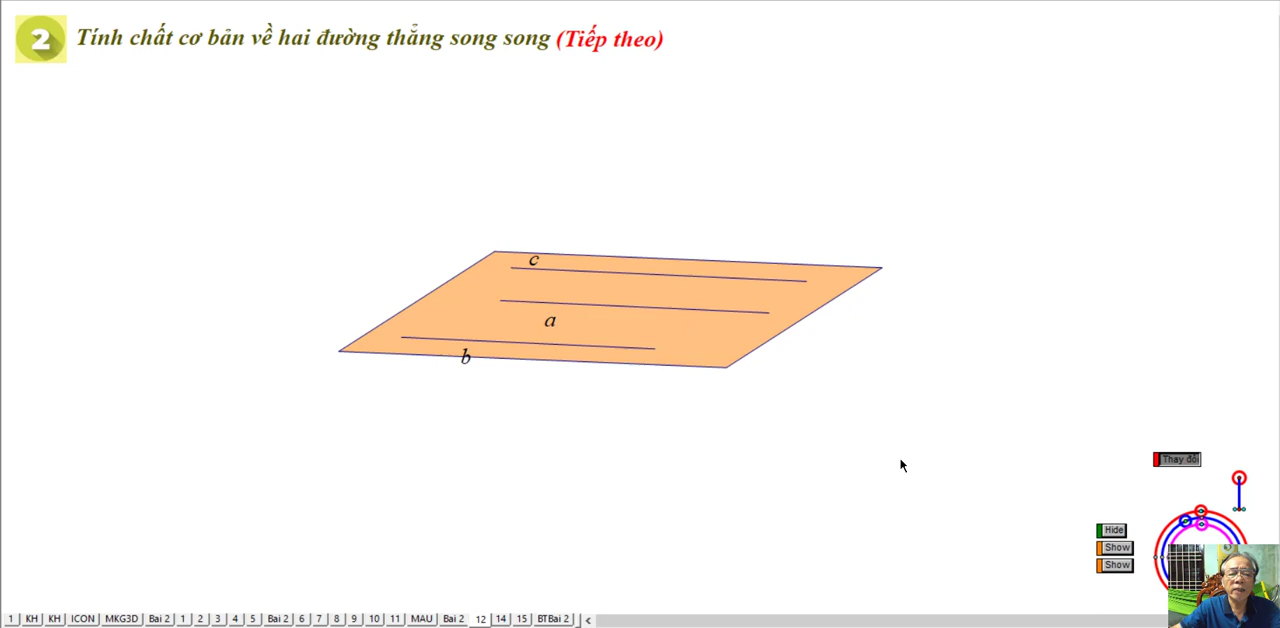 2 Tính chất cơ bản về hai đường thẳng song song (Tiếp theo)
c
a
b
Thay đổi
Hide
Show
Show
1 KH KH ICON MKG3D Bai 2 1 2 3 4 5 Bai 2 6 7 8 9 10 11 MAU Bai 2 12 14 15 BTBai 2